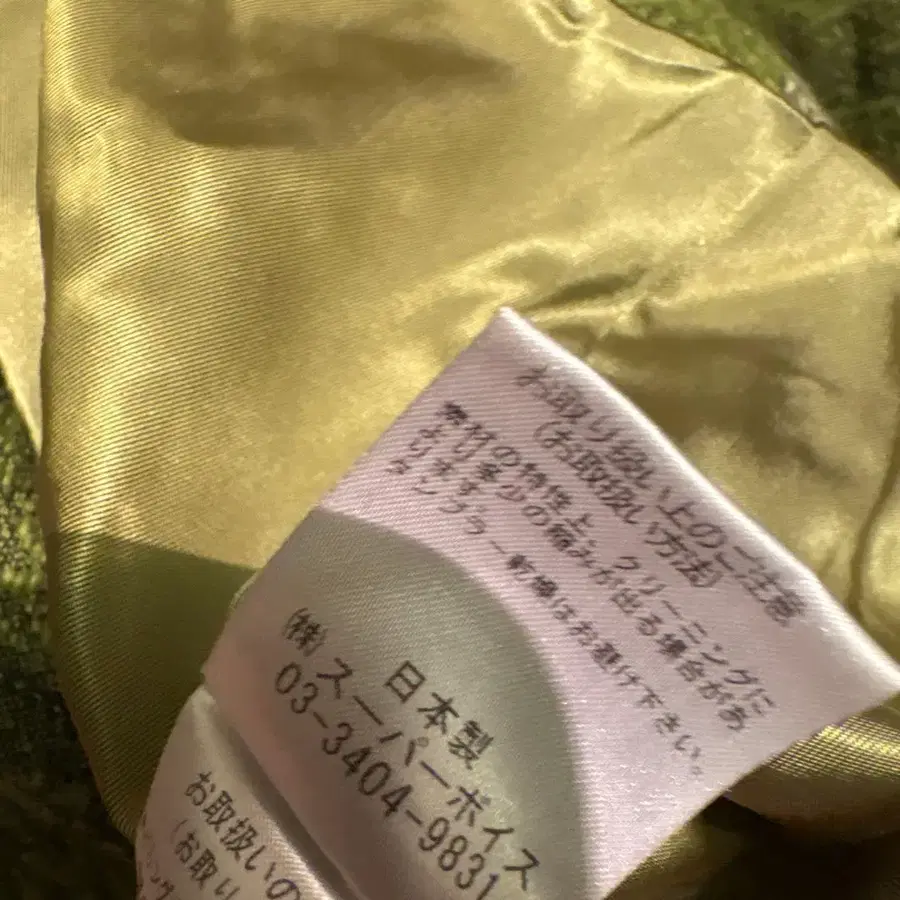 お取り扱い上のご注意
(お取扱い方法)
素材の特性上、クリーニングに
より多少の縮みが出る場合があ
ります。
タンブラー乾燥はお避け下さい。
日本製
(株)スーパーボイス
03-3404-9831
お取扱いの
(お取り